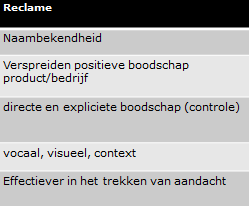 Reclame
Naambekendheid
Verspreiden positieve boodschap
product/bedrijf
directe en expliciete boodschap (controle)
vocaal, visueel, context
Effectiever in het trekken van aandacht